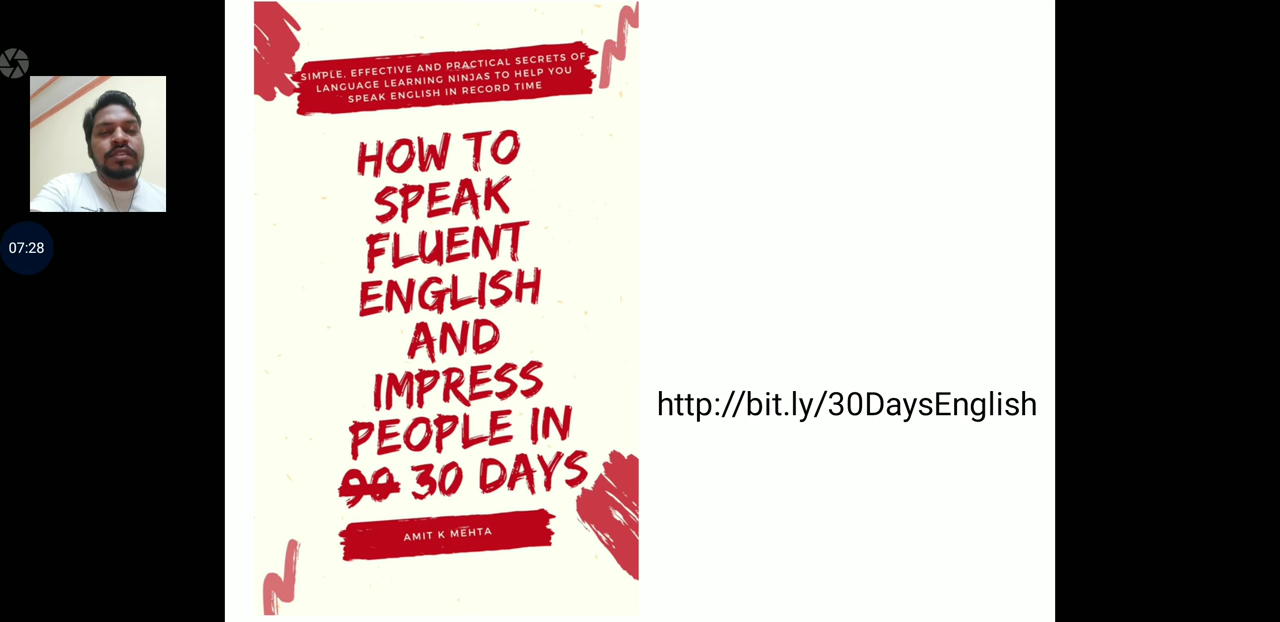 SIMPLE, EFFECTIVE AND PRACTICAL SECRETS OF
LANGUAGE LEARNING NINJAS TO HELP YOU
SPEAK ENGLISH IN RECORD TIME
HOW TO
SPEAK
FLUENT
ENGLISH
AND
IMPRESS
PEOPLE IN
90 30 DAYS
AMIT K MEHTA
http://bit.ly/30DaysEnglish
07:28